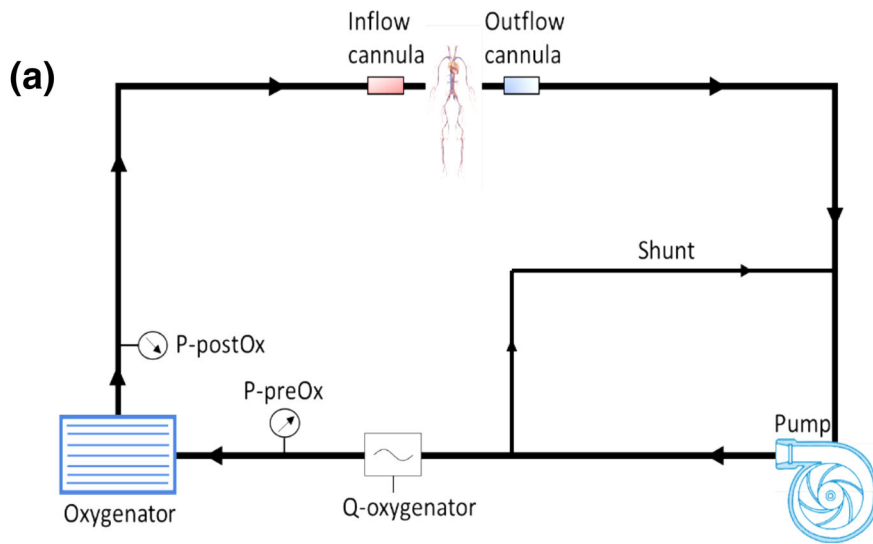 (a)
Inflow
cannula
Outflow
cannula
Shunt
P-postOx
P-preOx
Pump
Oxygenator
Q-oxygenator